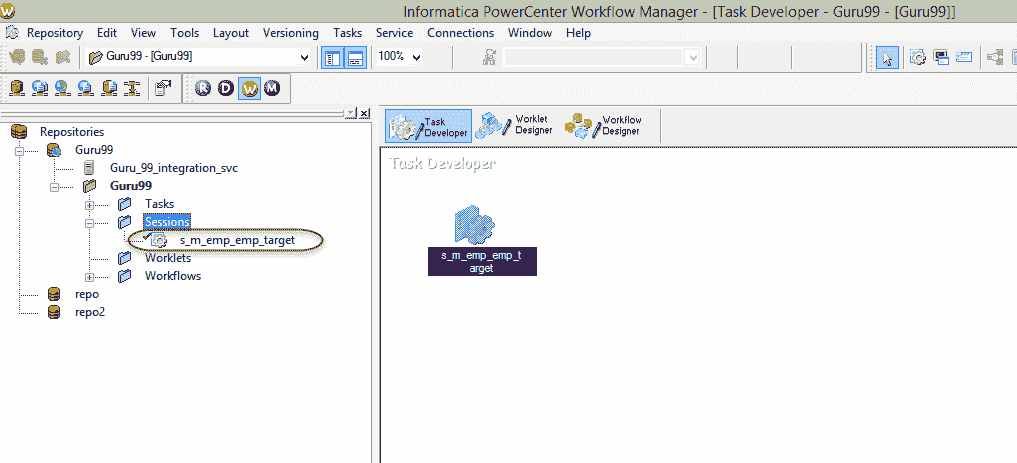 W
Informatica PowerCenter Workflow Manager - [Task Developer - Guru99 - [Guru99]]
Repository Edit View Tools Layout Versioning Tasks Service Connections Window Help
Guru99 - [Guru99] 100%
R D W M
Task Developer
Worklet Designer
Workflow Designer
Repositories
Guru99
Guru_99_integration_svc
Guru99
Tasks
Sessions
s_m_emp_emp_target
Worklets
Workflows
repo
repo2
Task Developer
s_m_emp_emp_t
arget